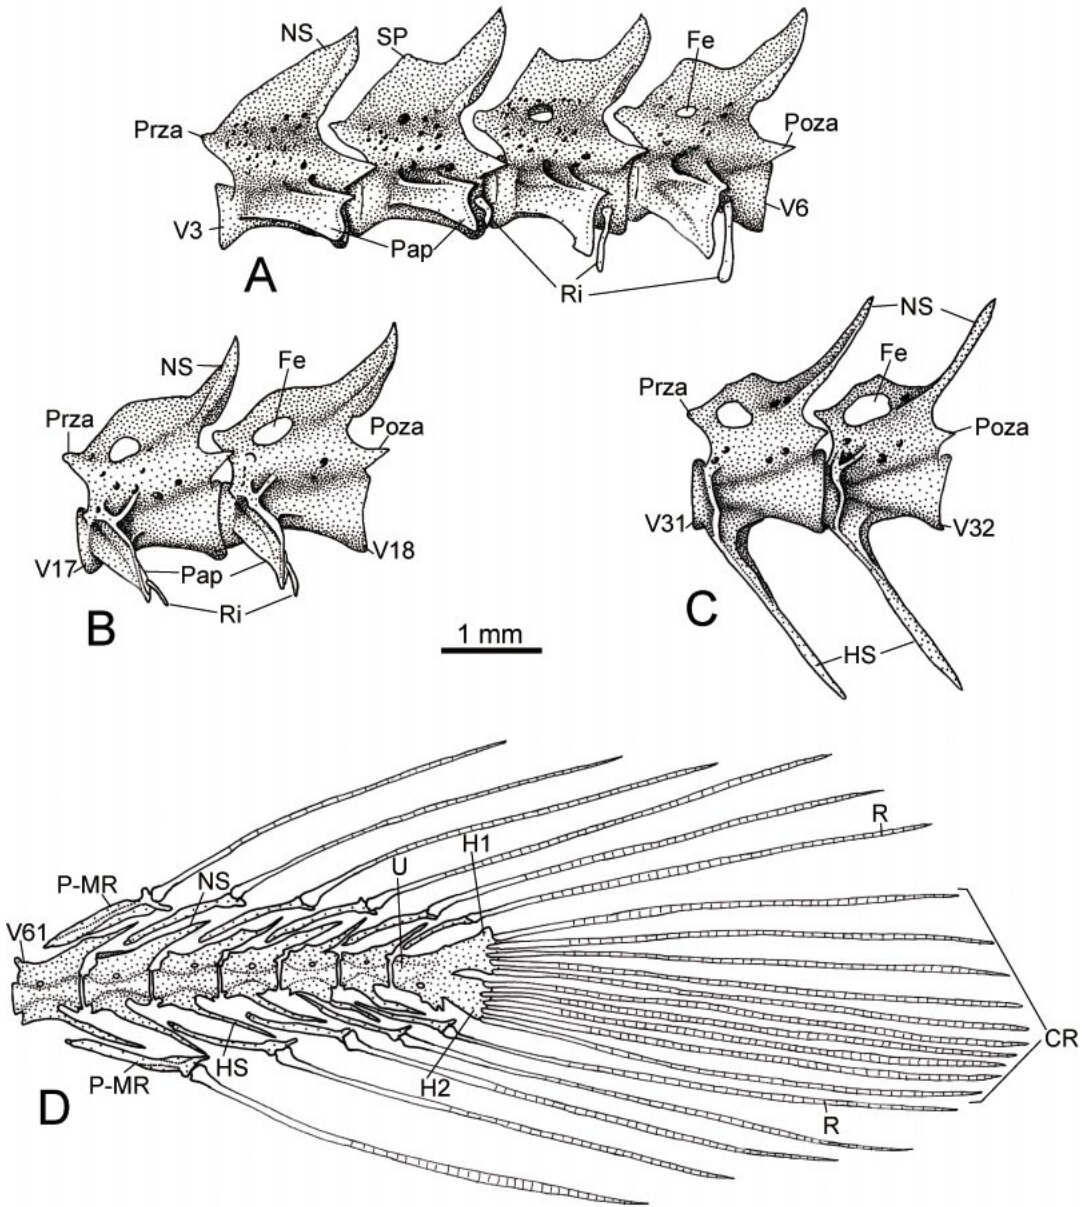 NS
SP
Fe
Prza
Poza
V3
Pap
V6
A
Ri
NS
Fe
Prza
Poza
V17
Pap
V18
B
Ri
1 mm
NS
Fe
Prza
Poza
V31
V32
C
HS
R
H1
U
P-MR
NS
V61
CR
HS
P-MR
H2
D
R